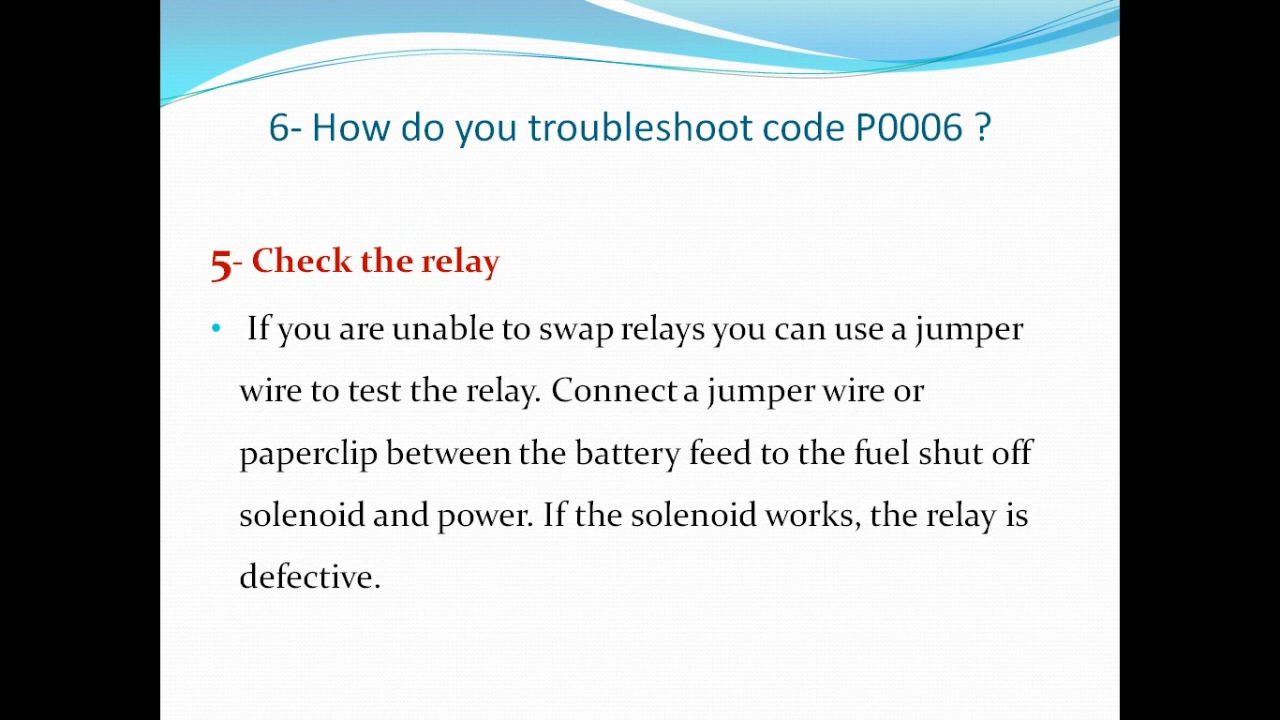 6- How do you troubleshoot code P0006 ?
5- Check the relay
• If you are unable to swap relays you can use a jumper
wire to test the relay. Connect a jumper wire or
paperclip between the battery feed to the fuel shut off
solenoid and power. If the solenoid works, the relay is
defective.